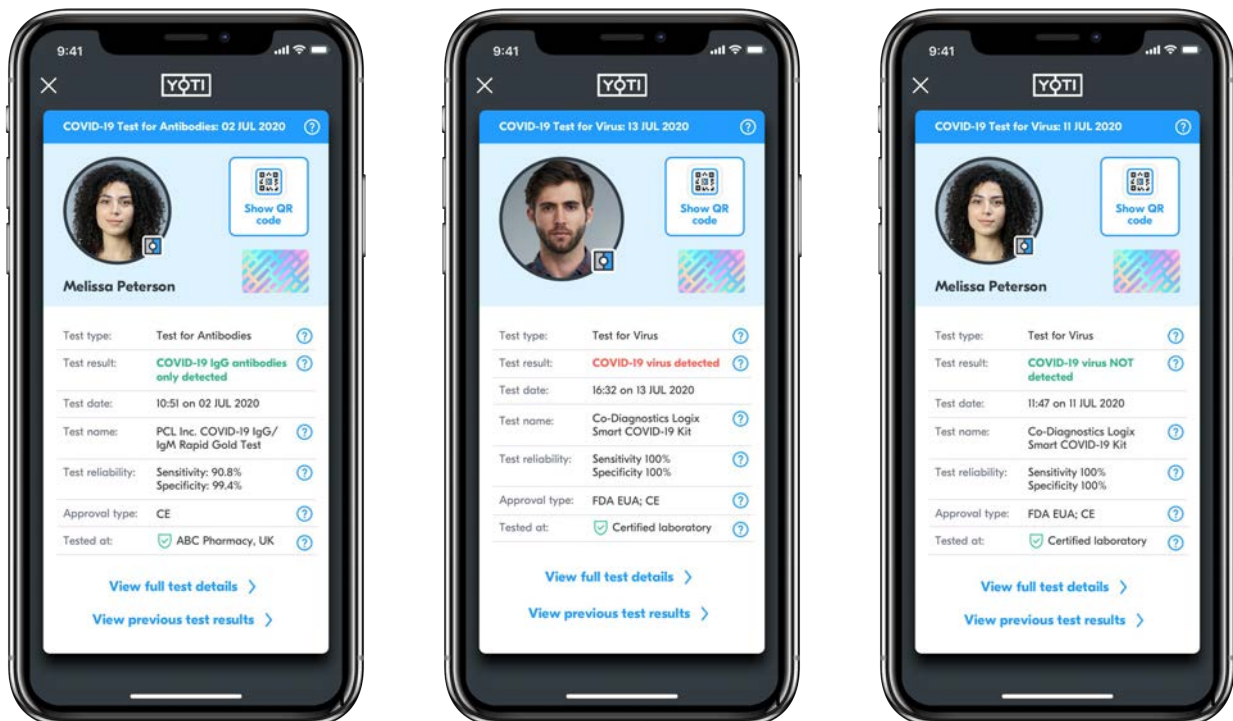 9:41
YOTI
COVID-19 Test for Antibodies: 02 JUL 2020 ?
Show QR
code
Melissa Peterson
Test type: Test for Antibodies ?
Test result: COVID-19 IgG antibodies ?
only detected
Test date: 10:51 on 02 JUL 2020
Test name: PCL Inc. COVID-19 IgG/ ?
IgM Rapid Gold Test
Test reliability: Sensitivity: 90.8% ?
Specificity: 99.4%
Approval type: CE ?
Tested at: ABC Pharmacy, UK ?
View full test details >
View previous test results >
9:41
YOTI
COVID-19 Test for Virus: 13 JUL 2020 ?
Show QR
code
Test type: Test for Virus ?
Test result: COVID-19 virus detected ?
Test date: 16:32 on 13 JUL 2020
Test name: Co-Diagnostics Logix ?
Smart COVID-19 Kit
Test reliability: Sensitivity 100% ?
Specificity 100%
Approval type: FDA EUA; CE ?
Tested at: Certified laboratory ?
View full test details >
View previous test results >
9:41
YOTI
COVID-19 Test for Virus: 11 JUL 2020 ?
Show QR
code
Melissa Peterson
Test type: Test for Virus ?
Test result: COVID-19 virus NOT ?
detected
Test date: 11:47 on 11 JUL 2020
Test name: Co-Diagnostics Logix ?
Smart COVID-19 Kit
Test reliability: Sensitivity 100% ?
Specificity 100%
Approval type: FDA EUA; CE ?
Tested at: Certified laboratory ?
View full test details >
View previous test results >